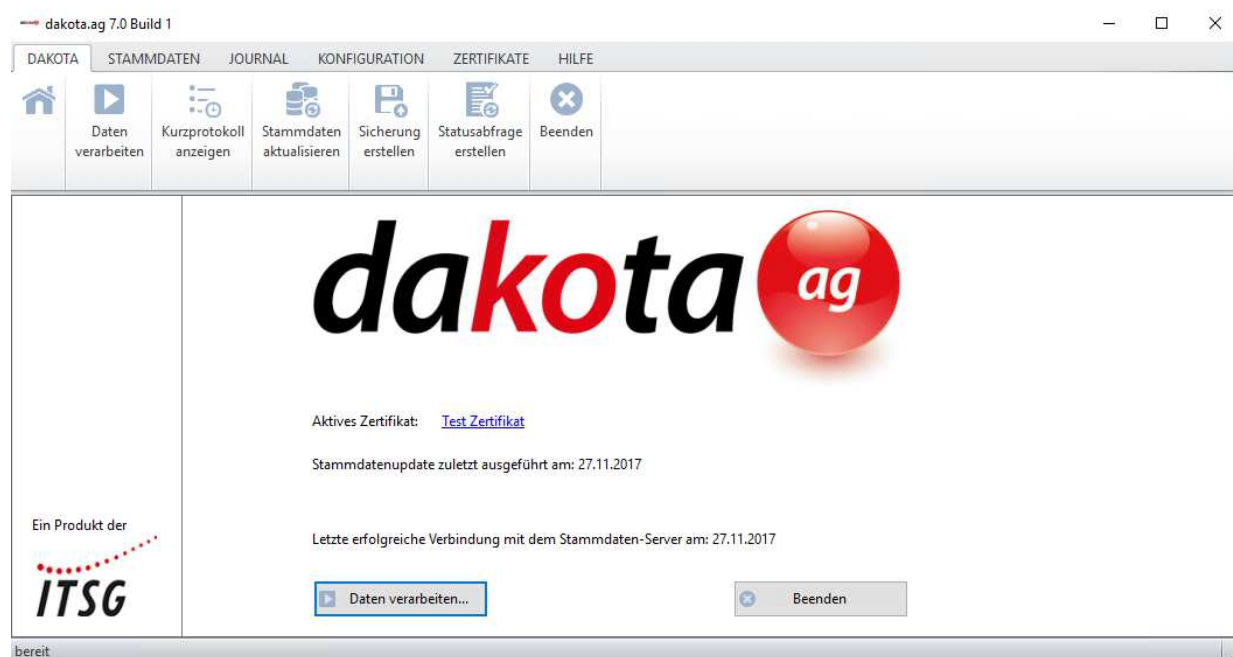 dakota.ag 7.0 Build 1
DAKOTA STAMMDATEN JOURNAL KONFIGURATION ZERTIFIKATE HILFE
Daten verarbeiten
Kurzprotokoll anzeigen
Stammdaten aktualisieren
Sicherung erstellen
Statusabfrage erstellen
Beenden
dakota ag
Aktives Zertifikat: Test Zertifikat
Stammdatenupdate zuletzt ausgeführt am: 27.11.2017
Letzte erfolgreiche Verbindung mit dem Stammdaten-Server am: 27.11.2017
Ein Produkt der
ITSG
Daten verarbeiten... Beenden
bereit